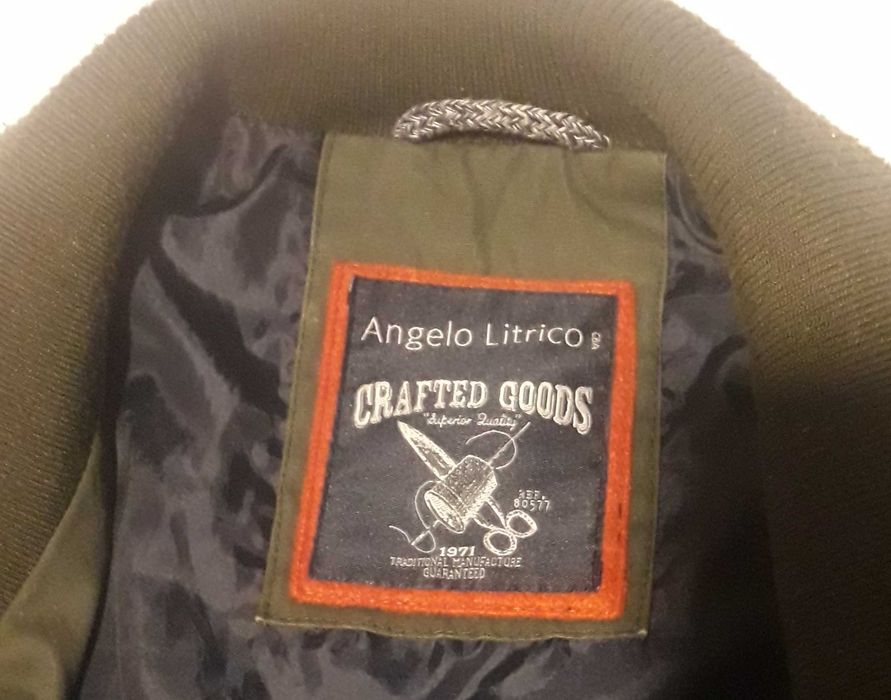 Angelo Litrico C&A
CRAFTED GOODS
"Superior Quality"
REF.
80577
1971
TRADITIONAL MANUFACTURE
GUARANTEED